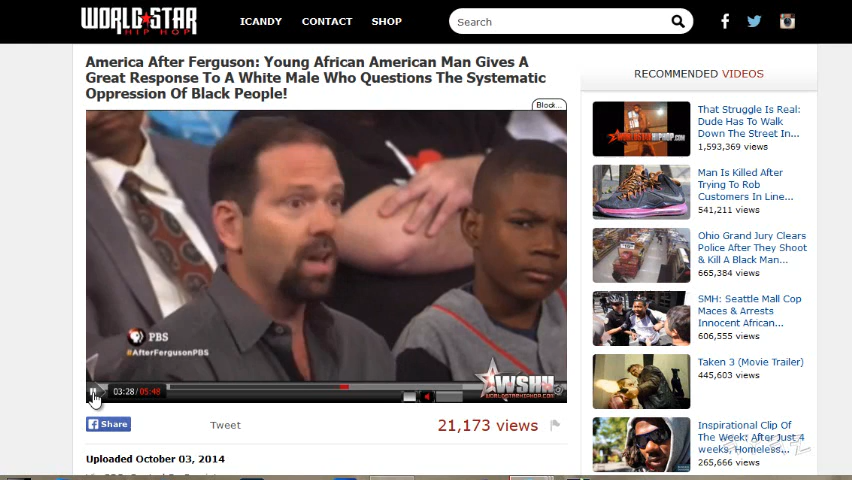 WORLD STAR
HIP HOP
ICANDY
CONTACT
SHOP
Search
America After Ferguson: Young African American Man Gives A
Great Response To A White Male Who Questions The Systematic
Oppression Of Black People!
Block...
PBS
#AfterFergusonPBS
WSHH
WORLDSTARHIPHOP.COM
03:28/05:48
Share
Tweet
21,173 views
Uploaded October 03, 2014
RECOMMENDED VIDEOS
WORLDSTARHIPHOP.COM
That Struggle Is Real:
Dude Has To Walk
Down The Street In...
1,593,369 views
Man Is Killed After
Trying To Rob
Customers In Line...
541,211 views
Ohio Grand Jury Clears
Police After They Shoot
& Kill A Black Man...
665,384 views
SMH: Seattle Mall Cop
Maces & Arrests
Innocent African...
606,555 views
Taken 3 (Movie Trailer)
445,603 views
Inspirational Clip Of
The Week: After Just 4
weeks, Homeless...
265,666 views